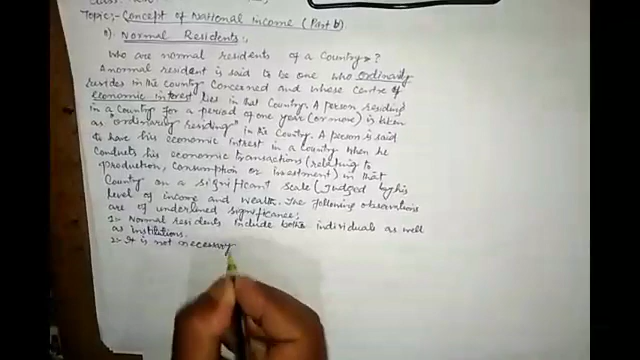 Topic:- Concept of National Income (Part b)
Normal Residents:,
Who are normal residents of a Country?
A normal resident is said to be one who ordinarily
resides in the country Concerned and whose centre of
economic interest lies in that Country. A person residing
in a Country for a period of one year (or more) is taken
as "ordinarily residing" in the Country. A person is said
to have his economic interest in a country when he
conducts his economic transactions (relating to
production, Consumption or investment) in that
Country on a significant scale (Judged by his
level of income and Wealth. The following observations
are of underlined significance;
1:- Normal residents include both individuals as well
as institutions.
2:- It is not necessary